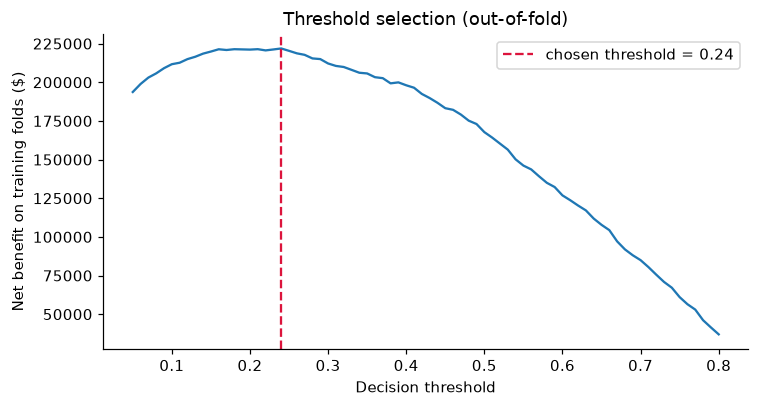 Threshold selection (out-of-fold)
chosen threshold = 0.24
Net benefit on training folds ($)
225000
200000
175000
150000
125000
100000
75000
50000
0.1 0.2 0.3 0.4 0.5 0.6 0.7 0.8
Decision threshold